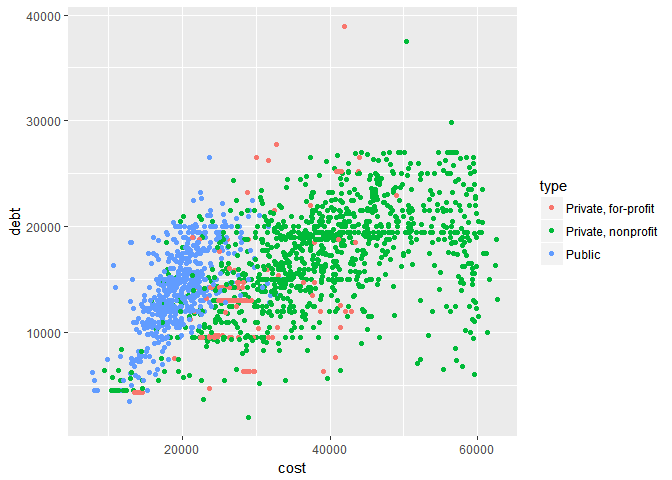 40000
30000
20000
10000
debt
20000
40000
60000
cost
type
Private, for-profit
Private, nonprofit
Public